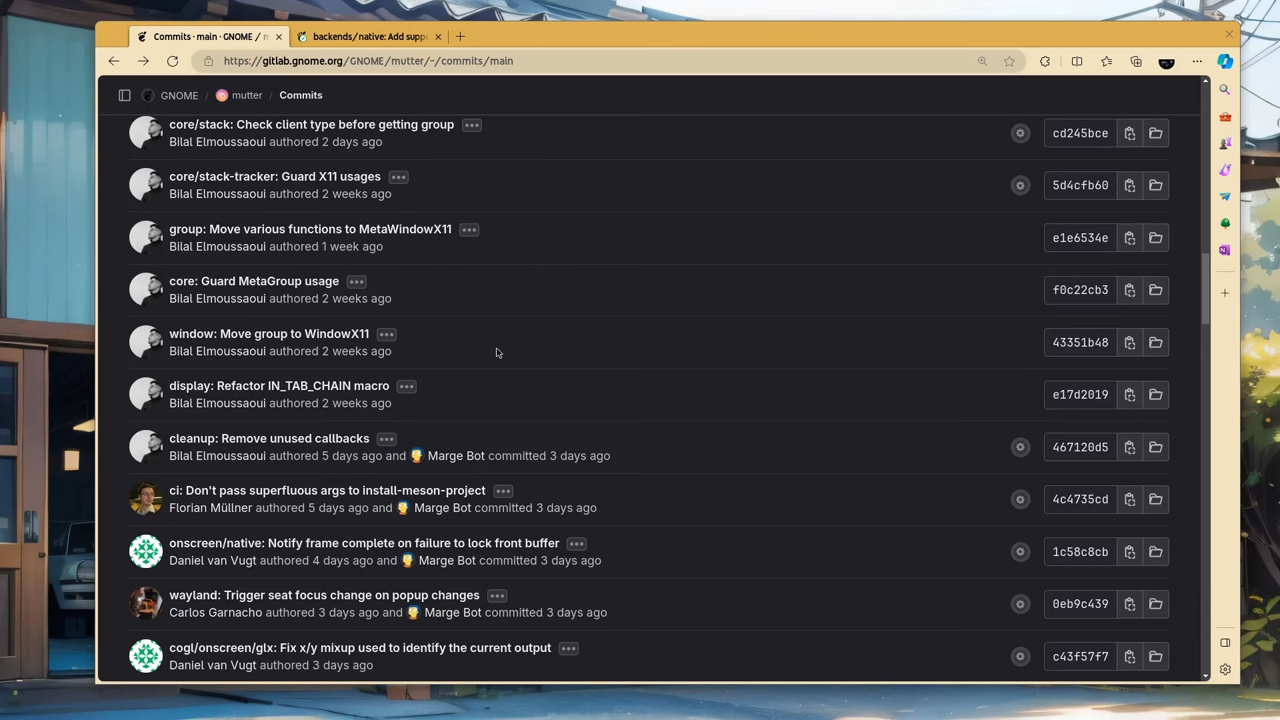 Commits · main · GNOME /
backends/native: Add supp
https://gitlab.gnome.org/GNOME/mutter/-/commits/main
GNOME / mutter / Commits
core/stack: Check client type before getting group
Bilal Elmoussaoui authored 2 days ago
cd245bce
core/stack-tracker: Guard X11 usages
Bilal Elmoussaoui authored 2 weeks ago
5d4cfb60
group: Move various functions to MetaWindowX11
Bilal Elmoussaoui authored 1 week ago
e1e6534e
core: Guard MetaGroup usage
Bilal Elmoussaoui authored 2 weeks ago
f0c22cb3
window: Move group to WindowX11
Bilal Elmoussaoui authored 2 weeks ago
43351b48
display: Refactor IN_TAB_CHAIN macro
Bilal Elmoussaoui authored 2 weeks ago
e17d2019
cleanup: Remove unused callbacks
Bilal Elmoussaoui authored 5 days ago and Marge Bot committed 3 days ago
467120d5
ci: Don't pass superfluous args to install-meson-project
Florian Müllner authored 5 days ago and Marge Bot committed 3 days ago
4c4735cd
onscreen/native: Notify frame complete on failure to lock front buffer
Daniel van Vugt authored 4 days ago and Marge Bot committed 3 days ago
1c58c8cb
wayland: Trigger seat focus change on popup changes
Carlos Garnacho authored 3 days ago and Marge Bot committed 3 days ago
0eb9c439
cogl/onscreen/glx: Fix x/y mixup used to identify the current output
Daniel van Vugt authored 3 days ago
c43f57f7